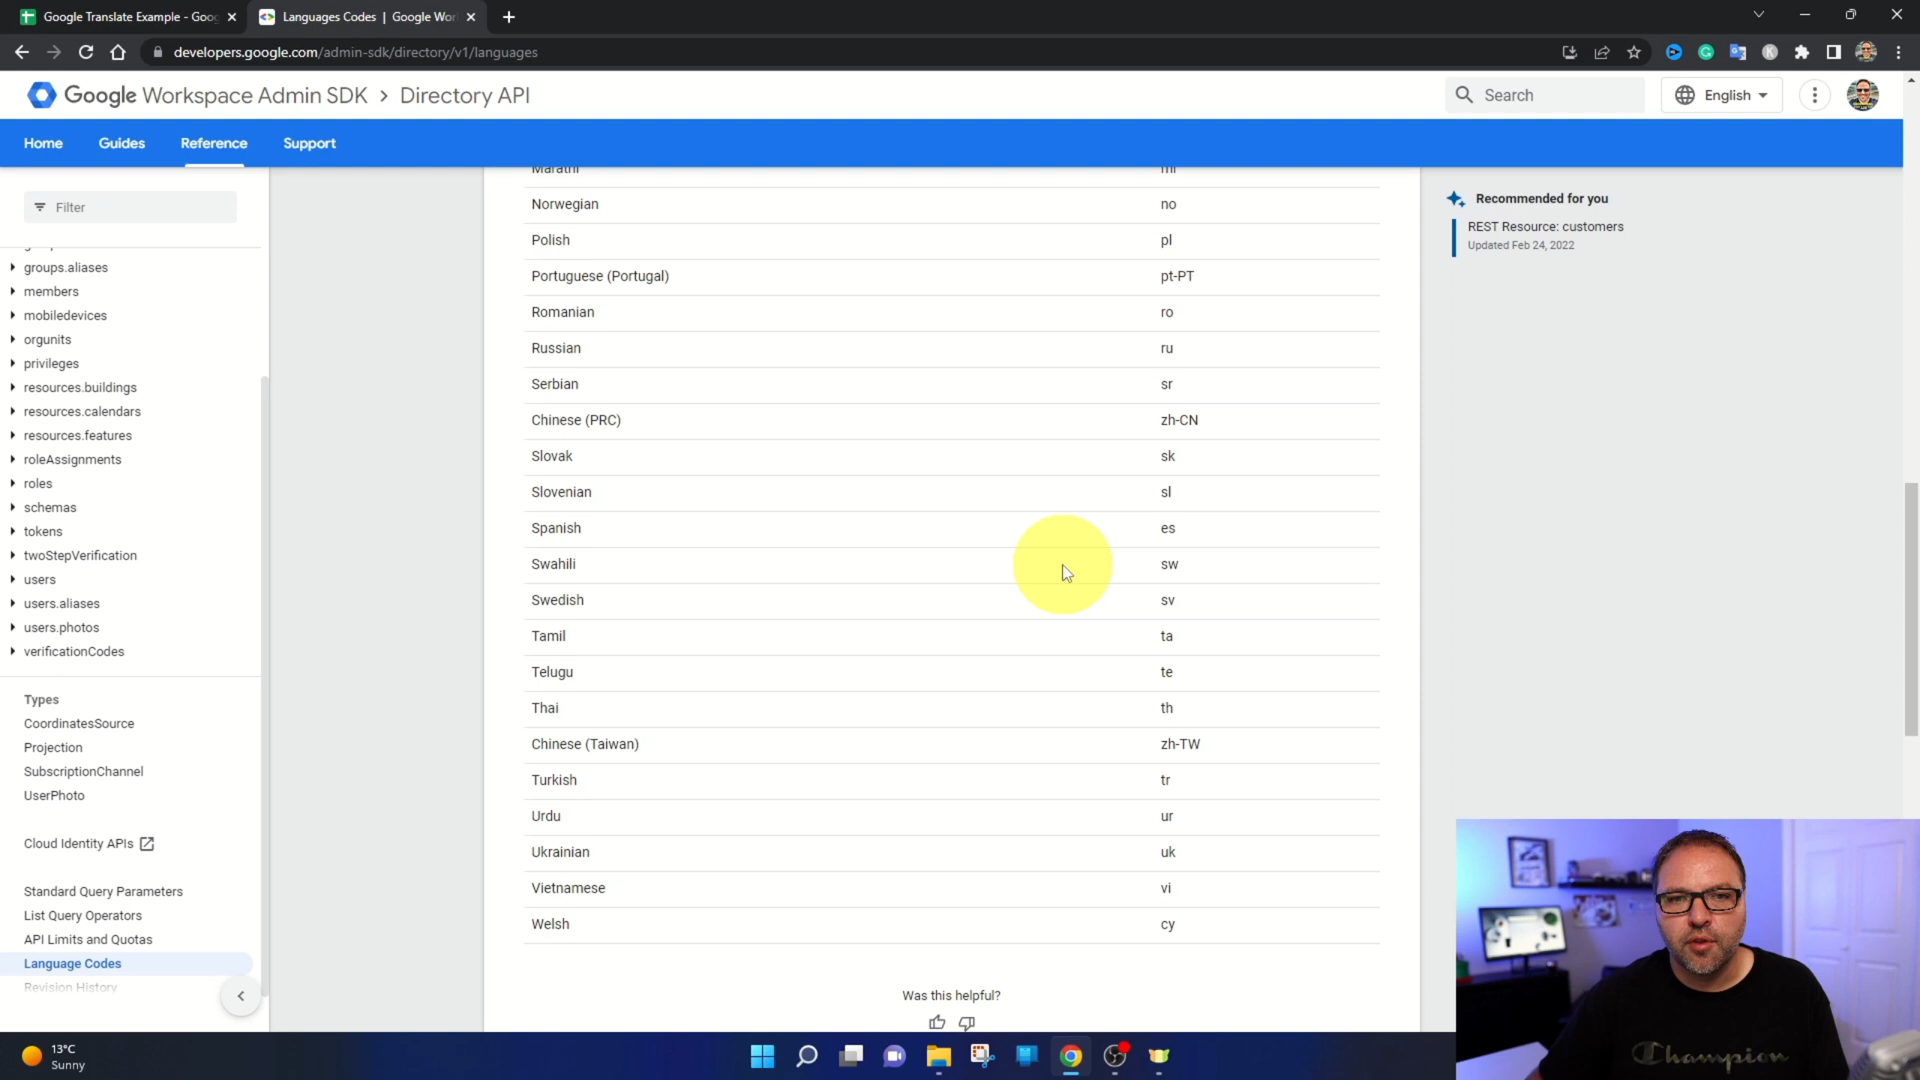 Google Translate Example - Goog
Languages Codes | Google Wor
developers.google.com/admin-sdk/directory/v1/languages
Google Workspace Admin SDK > Directory API
Search
English
Home
Guides
Reference
Support
Filter
groups.aliases
members
mobiledevices
orgunits
privileges
resources.buildings
resources.calendars
resources.features
roleAssignments
roles
schemas
tokens
twoStepVerification
users
users.aliases
users.photos
verificationCodes
Types
CoordinatesSource
Projection
SubscriptionChannel
UserPhoto
Cloud Identity APIs
Standard Query Parameters
List Query Operators
API Limits and Quotas
Language Codes
Revision History
Marathi mr
Norwegian no
Polish pl
Portuguese (Portugal) pt-PT
Romanian ro
Russian ru
Serbian sr
Chinese (PRC) zh-CN
Slovak sk
Slovenian sl
Spanish es
Swahili sw
Swedish sv
Tamil ta
Telugu te
Thai th
Chinese (Taiwan) zh-TW
Turkish tr
Urdu ur
Ukrainian uk
Vietnamese vi
Welsh cy
Was this helpful?
Recommended for you
REST Resource: customers
Updated Feb 24, 2022
13°C
Sunny
Champion